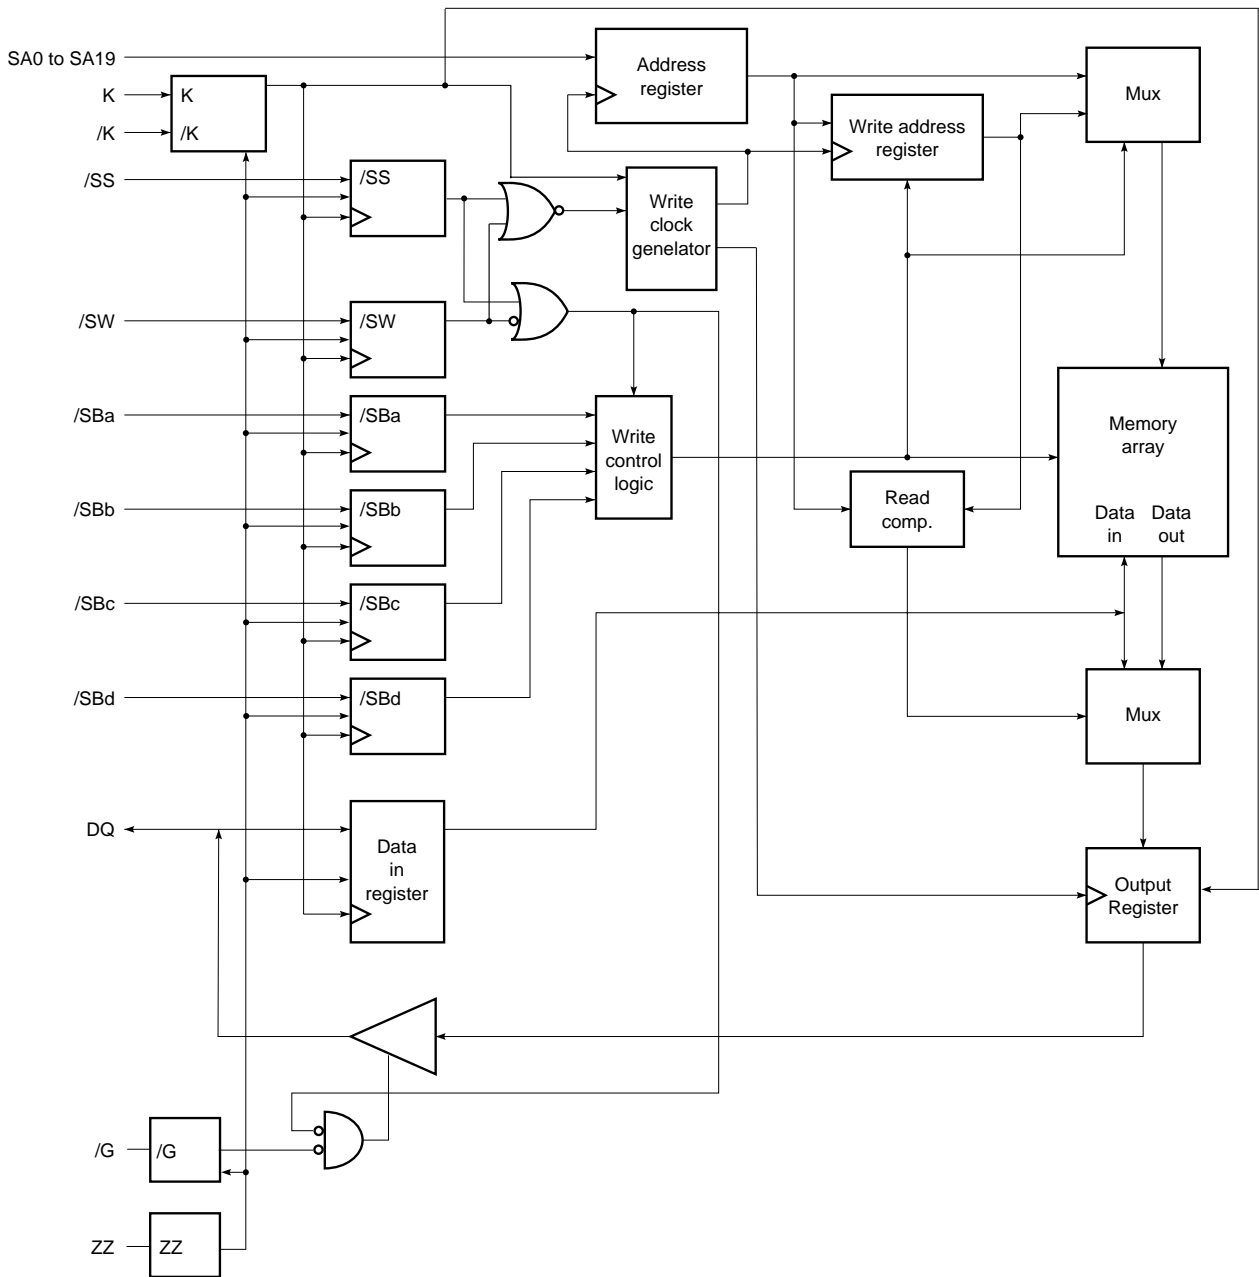 SA0 to SA19
K
/K
K
/K
Address
register
Mux
Write address
register
/SS
/SS
Write
clock
genelator
/SW
/SW
/SBa
/SBa
Write
control
logic
Memory
array
Data
in
Data
out
Read
comp.
/SBb
/SBb
/SBc
/SBc
/SBd
/SBd
Mux
DQ
Data
in
register
Output
Register
/G
/G
ZZ
ZZ